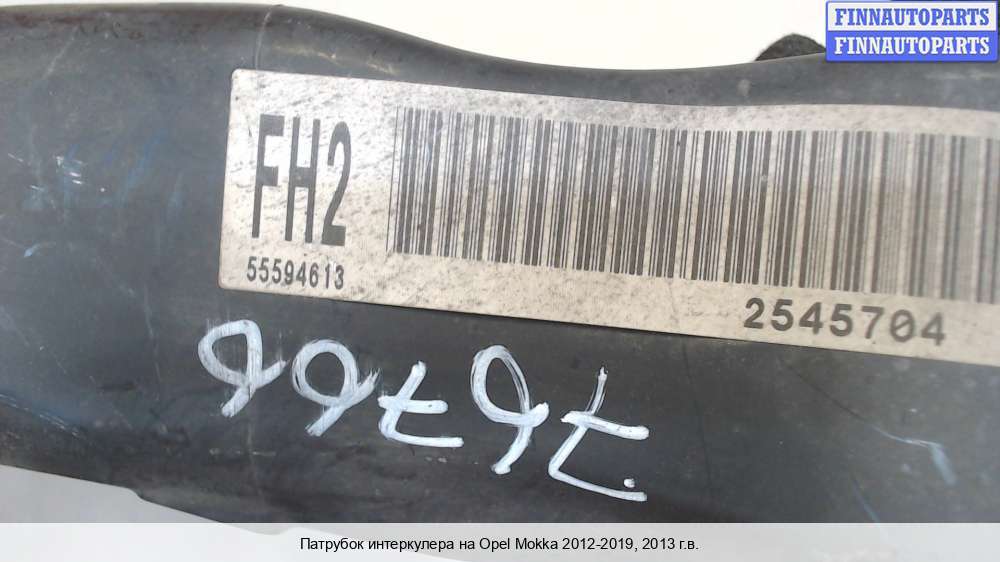 FINNAUTOPARTS
FINNAUTOPARTS
FH2
55594613
2545704
Патрубок интеркулера на Opel Mokka 2012-2019, 2013 г.в.